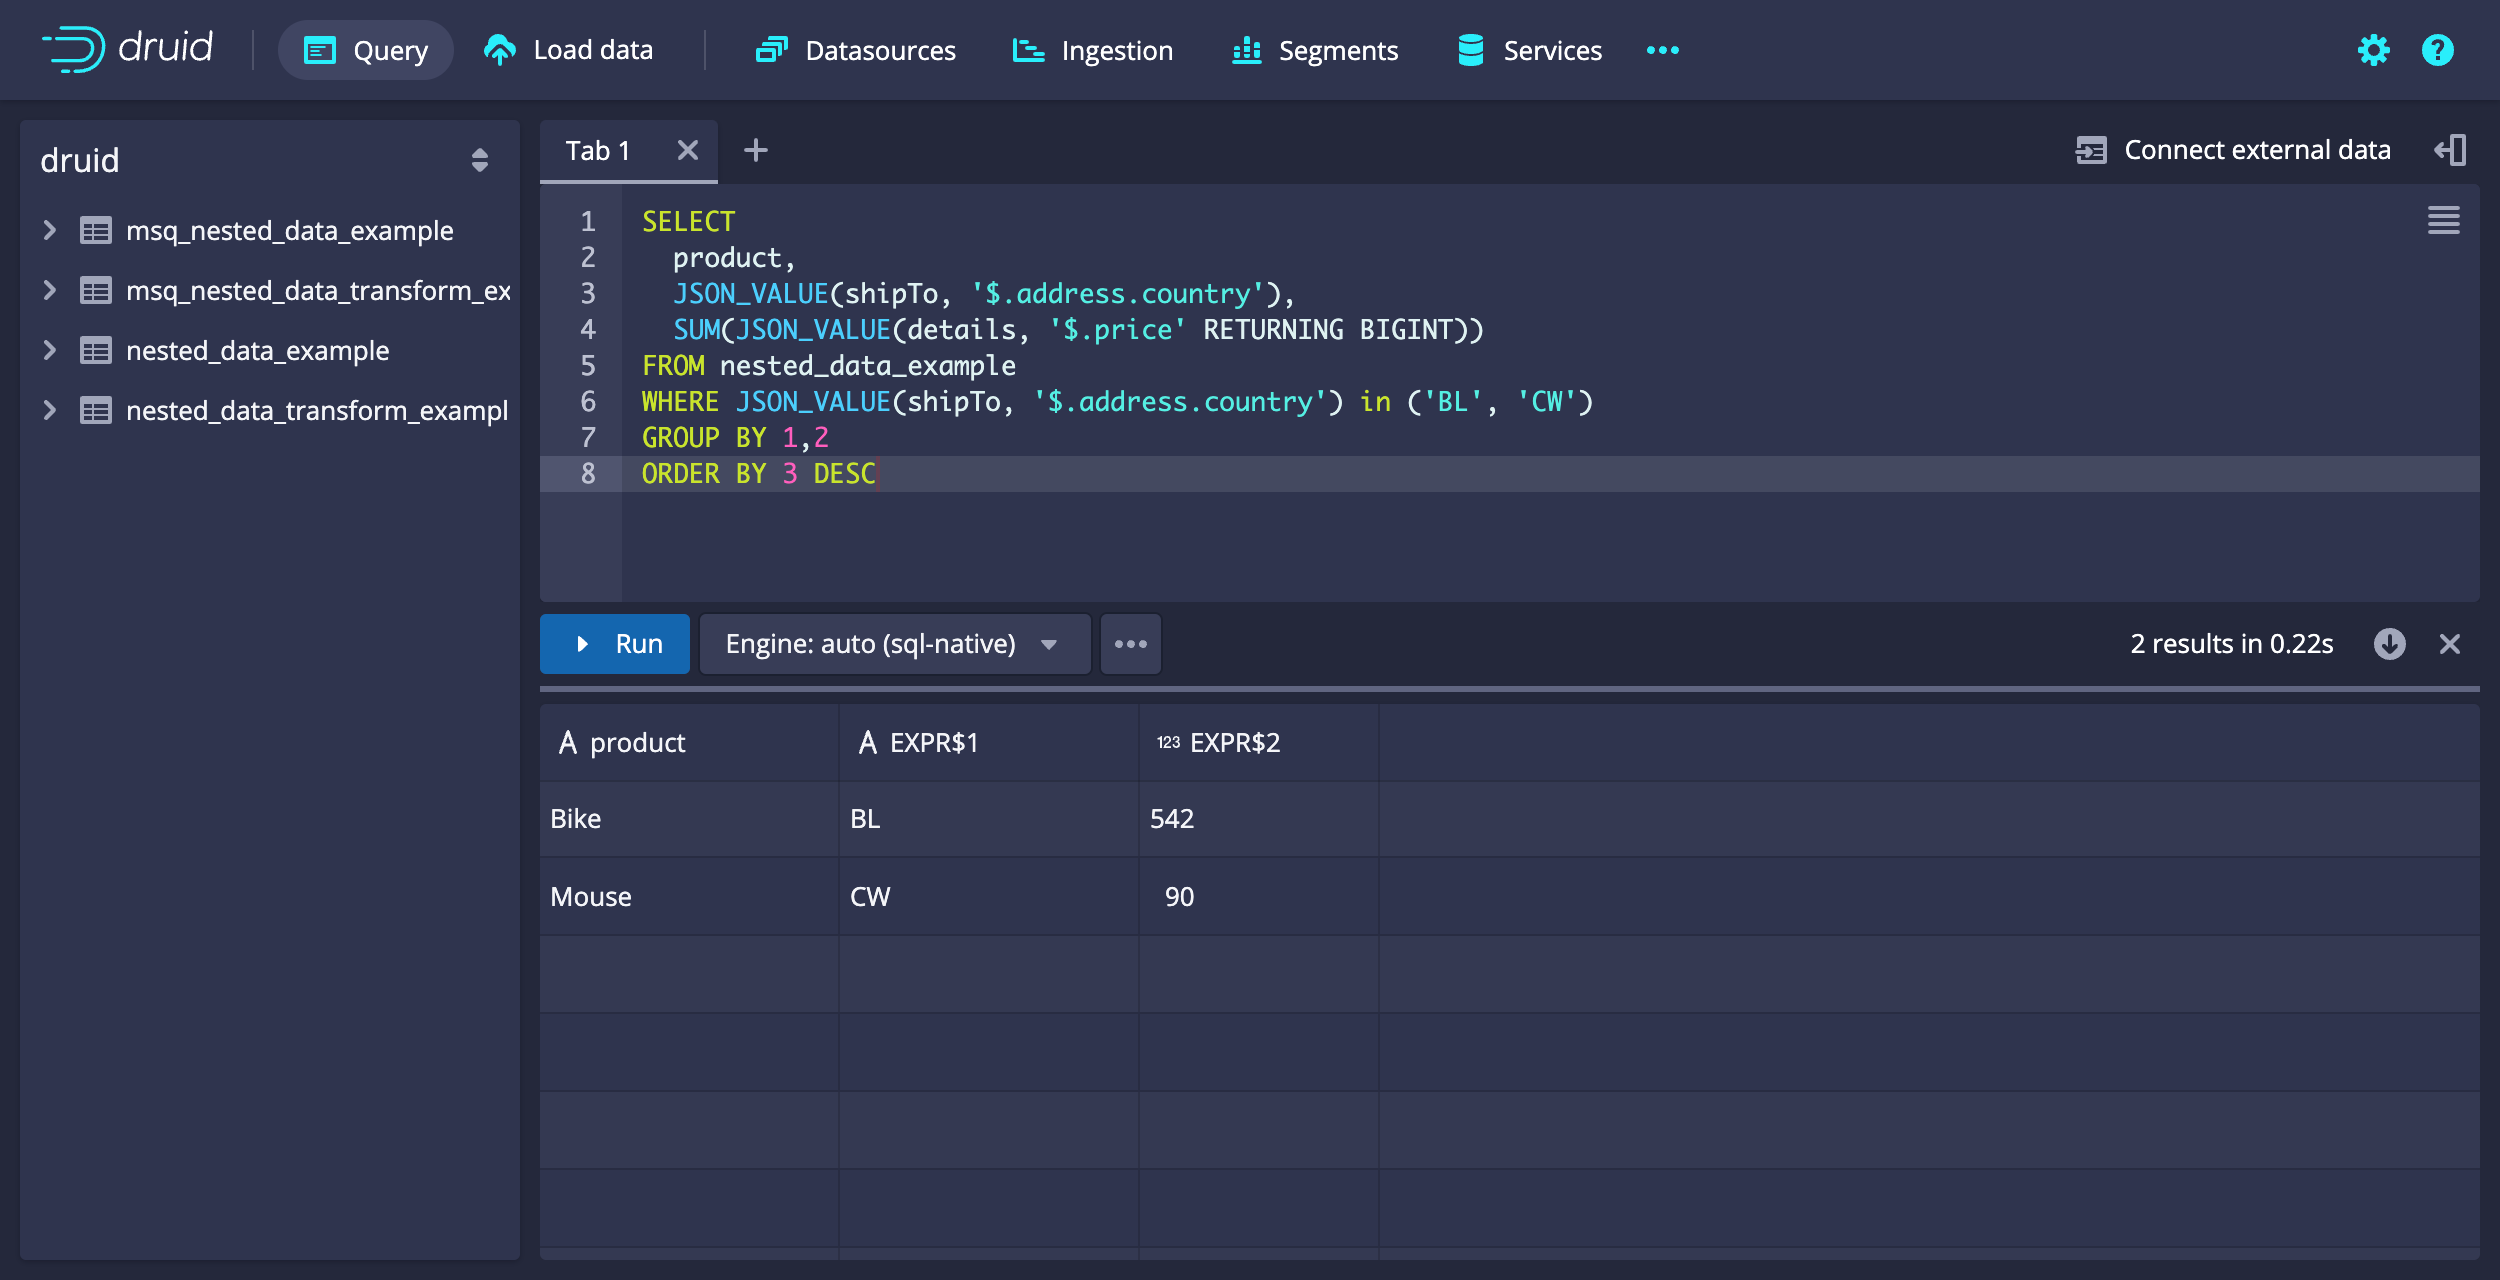 druid Query Load data Datasources Ingestion Segments Services
druid
msq_nested_data_example
msq_nested_data_transform_ex
nested_data_example
nested_data_transform_exampl
Tab 1
Connect external data
1 SELECT
2   product,
3   JSON_VALUE(shipTo, '$.address.country'),
4   SUM(JSON_VALUE(details, '$.price' RETURNING BIGINT))
5 FROM nested_data_example
6 WHERE JSON_VALUE(shipTo, '$.address.country') in ('BL', 'CW')
7 GROUP BY 1,2
8 ORDER BY 3 DESC
Run Engine: auto (sql-native) 2 results in 0.22s
A product A EXPR$1 123 EXPR$2
Bike BL 542
Mouse CW 90